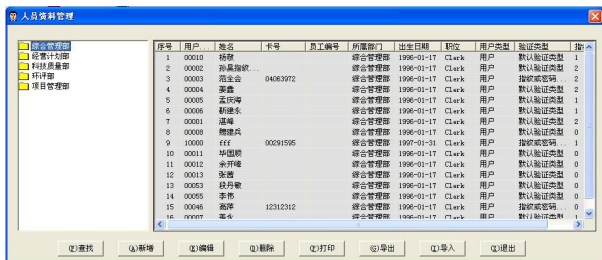 人员资料管理
综合管理部
经营计划部
科技质量部
环评部
项目管理部
序号 用户... 姓名 卡号 员工编号 所属部门 出生日期 职位 用户类型 验证类型
1 00010 杨敬 综合管理部 1996-01-17 Clerk 用户 默认验证类型 1
2 00002 孙昊指纹... 综合管理部 1996-01-17 Clerk 用户 默认验证类型 2
3 00003 范全会 04063972 综合管理部 1996-01-17 Clerk 用户 指纹或密码... 2
4 00004 姜鑫 综合管理部 1996-01-17 Clerk 用户 默认验证类型 2
5 00005 孟庆海 综合管理部 1996-01-17 Clerk 用户 默认验证类型 1
6 00006 靳建永 综合管理部 1996-01-17 Clerk 用户 默认验证类型 1
7 00001 湛峰 综合管理部 1996-01-17 Clerk 用户 默认验证类型 2
8 00008 魏建兵 综合管理部 1996-01-17 Clerk 用户 默认验证类型 0
9 10000 fff 00291595 综合管理部 1997-01-31 Clerk 用户 指纹或密码... 1
10 00011 毕国顺 综合管理部 1996-01-17 Clerk 用户 默认验证类型 0
11 00012 余开峰 综合管理部 1996-01-17 Clerk 用户 默认验证类型 0
12 00013 张茜 综合管理部 1996-01-17 Clerk 用户 默认验证类型 0
13 00053 段丹敏 综合管理部 1996-01-17 Clerk 用户 默认验证类型 0
14 00055 李伟 综合管理部 1996-01-17 Clerk 用户 默认验证类型 0
15 00046 高萍 12312312 综合管理部 1996-01-17 Clerk 用户 指纹或密码... 0
16 00007 综合管理部 1996-01-17 Clerk 用户 默认验证类型 1
(F)查找 (A)新增 (E)编辑 (D)删除 (P)打印 (G)导出 (I)导入 (X)退出